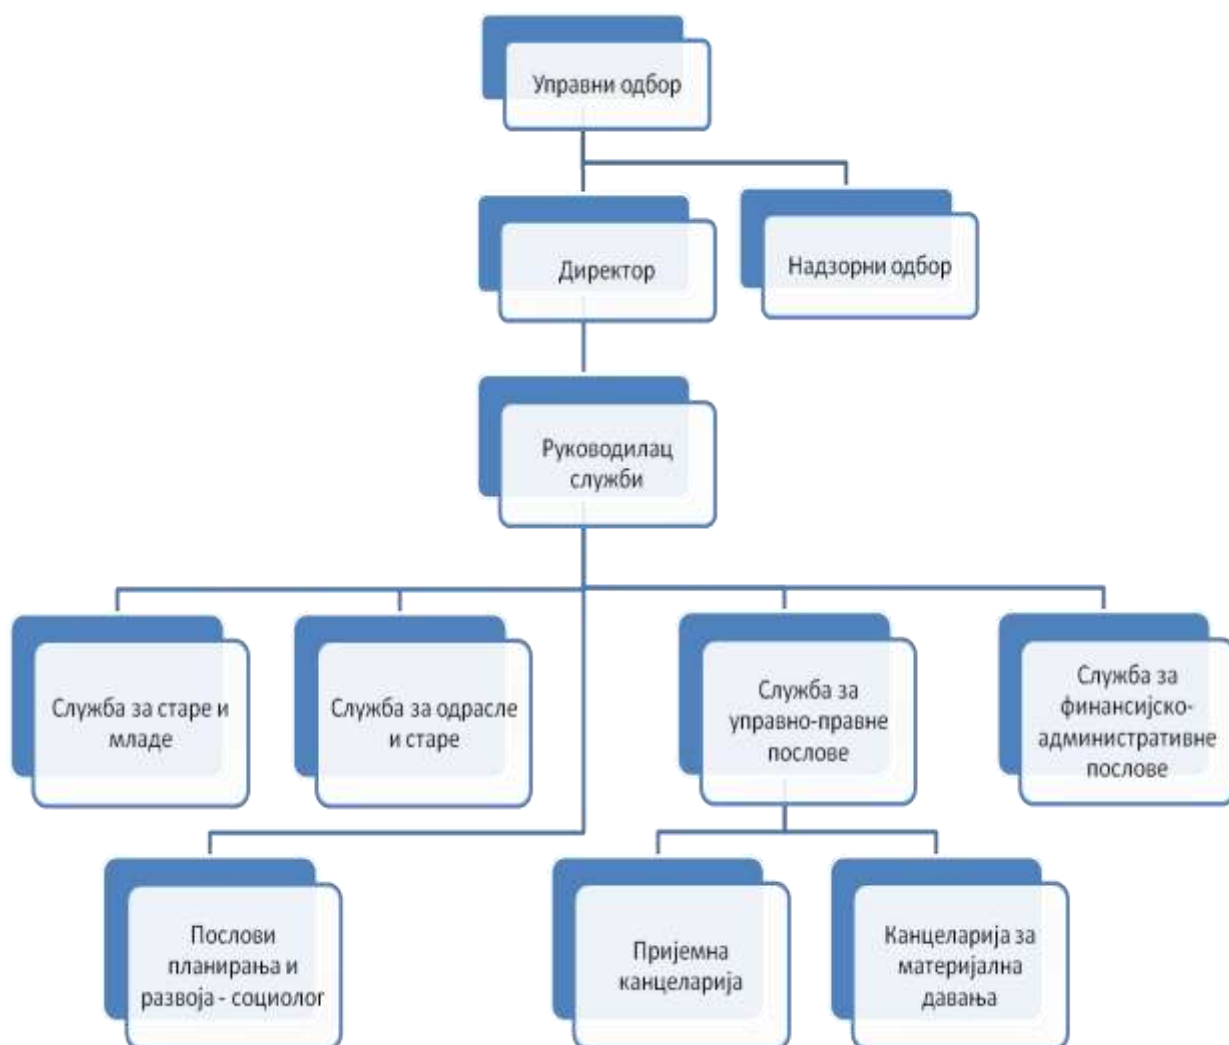 Управни одбор
Директор
Надзорни одбор
Руководилац
служби
Служба за старе и
младе
Служба за одрасле
и старе
Служба за
управно-правне
послове
Служба за
финансијско-
административне
послове
Послови
планирања и
развоја - социолог
Пријемна
канцеларија
Канцеларија за
материјална
давања